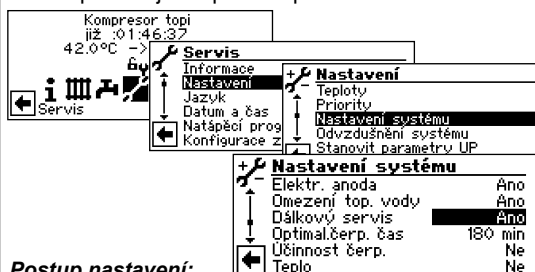 Kompresor topi
již :01:46:37
42.0°C ->
Servis
Servis
Informace
Nastavení
Jazyk
Datum a čas
Natápěcí prog
Konfigurace z
Nastavení
Teploty
Priority
Nastavení systému
Odvzdušnění systému
Stanovit parametry UP
Nastavení systému
Elektr. anoda Ano
Omezení top. vody Ano
Dálkový servis Ano
Optimal.čerp. čas 180 min
Účinnost čerp. Ne
Teplo Ne
Postup nastavení: